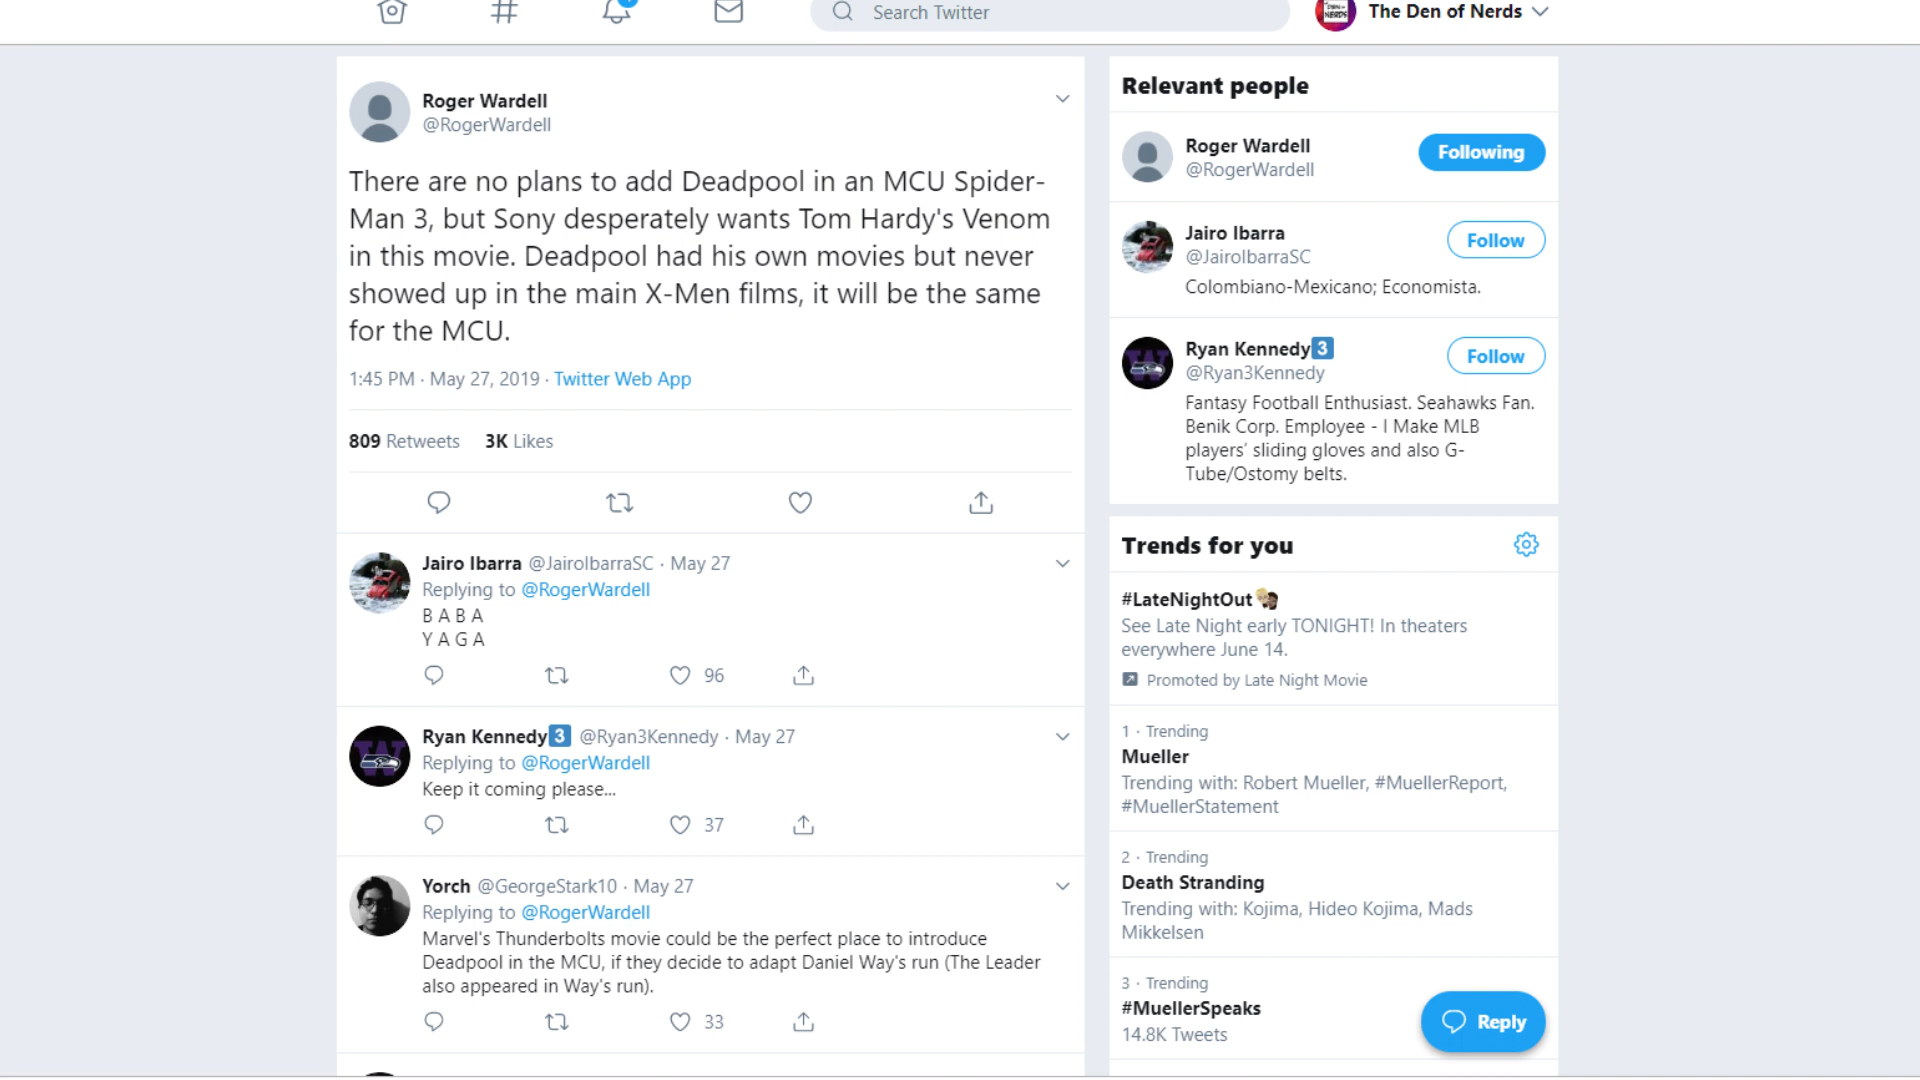 Search Twitter
The Den of Nerds
Roger Wardell
@RogerWardell
There are no plans to add Deadpool in an MCU Spider-
Man 3, but Sony desperately wants Tom Hardy's Venom
in this movie. Deadpool had his own movies but never
showed up in the main X-Men films, it will be the same
for the MCU.
1:45 PM · May 27, 2019 · Twitter Web App
809 Retweets 3K Likes
Jairo Ibarra @JairoIbarraSC · May 27
Replying to @RogerWardell
B A B A
Y A G A
96
Ryan Kennedy3️⃣ @Ryan3Kennedy · May 27
Replying to @RogerWardell
Keep it coming please...
37
Yorch @GeorgeStark10 · May 27
Replying to @RogerWardell
Marvel's Thunderbolts movie could be the perfect place to introduce
Deadpool in the MCU, if they decide to adapt Daniel Way's run (The Leader
also appeared in Way's run).
33
Relevant people
Roger Wardell
@RogerWardell
Following
Jairo Ibarra
@JairoIbarraSC
Follow
Colombiano-Mexicano; Economista.
Ryan Kennedy3️⃣
@Ryan3Kennedy
Follow
Fantasy Football Enthusiast. Seahawks Fan.
Benik Corp. Employee - I Make MLB
players' sliding gloves and also G-
Tube/Ostomy belts.
Trends for you
#LateNightOut
See Late Night early TONIGHT! In theaters
everywhere June 14.
Promoted by Late Night Movie
1 · Trending
Mueller
Trending with: Robert Mueller, #MuellerReport,
#MuellerStatement
2 · Trending
Death Stranding
Trending with: Kojima, Hideo Kojima, Mads
Mikkelsen
3 · Trending
#MuellerSpeaks
14.8K Tweets
Reply